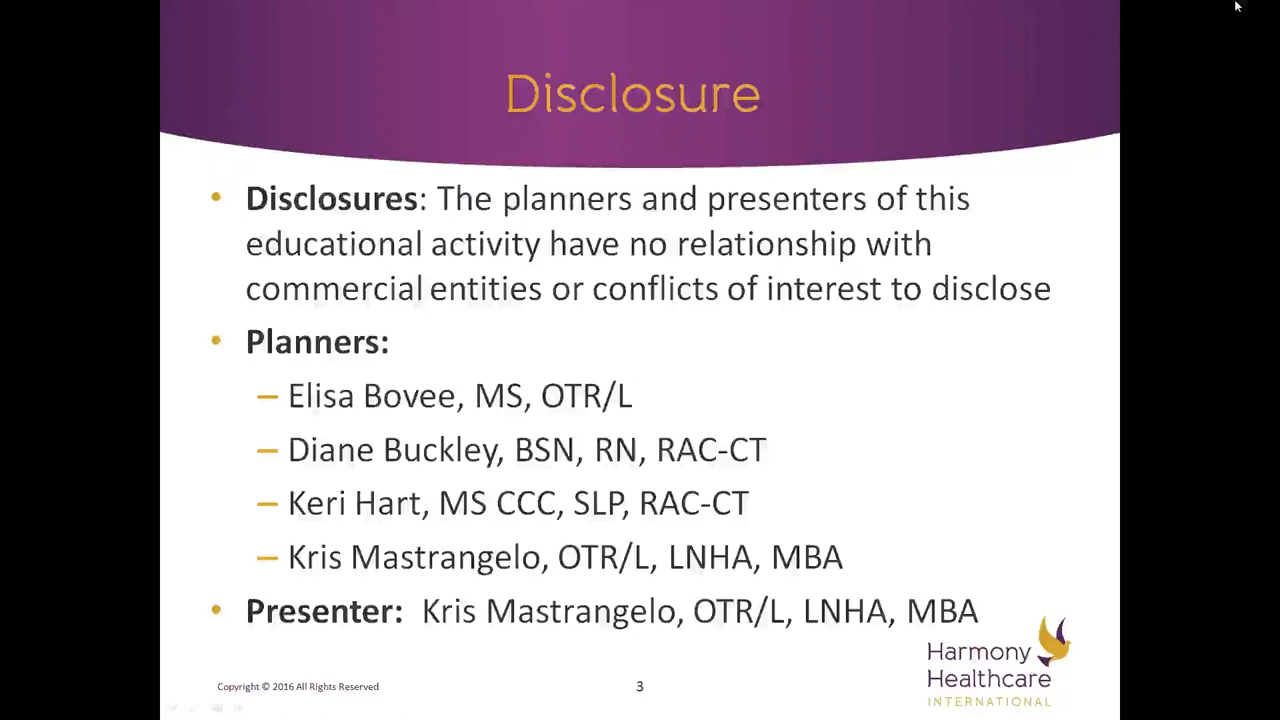 Disclosure
• Disclosures: The planners and presenters of this
educational activity have no relationship with
commercial entities or conflicts of interest to disclose
• Planners:
– Elisa Bovee, MS, OTR/L
– Diane Buckley, BSN, RN, RAC-CT
– Keri Hart, MS CCC, SLP, RAC-CT
– Kris Mastrangelo, OTR/L, LNHA, MBA
• Presenter: Kris Mastrangelo, OTR/L, LNHA, MBA
Harmony
Healthcare
INTERNATIONAL
Copyright © 2016 All Rights Reserved
3